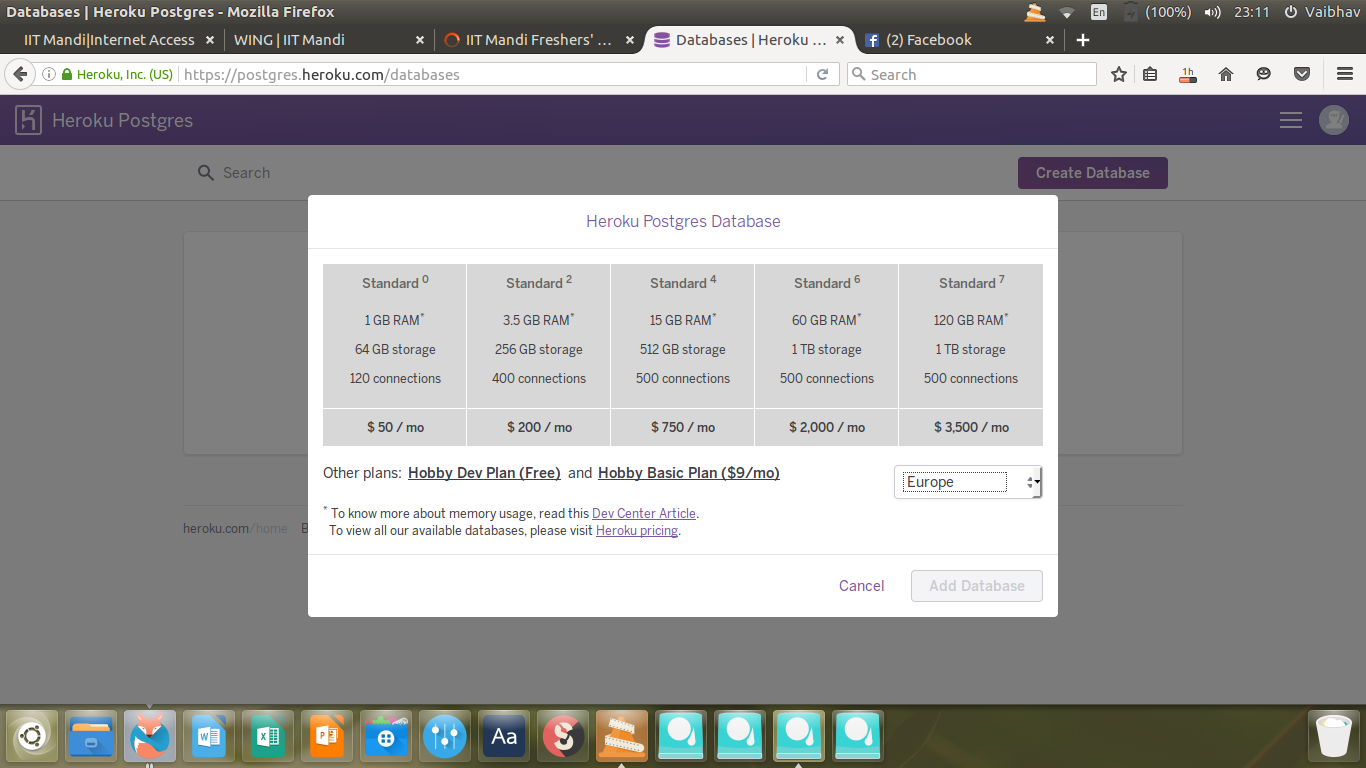 Databases | Heroku Postgres - Mozilla Firefox
En (100%) 23:11 Vaibhav
IIT Mandi|Internet Access WING | IIT Mandi IIT Mandi Freshers' ... Databases | Heroku ... (2) Facebook
Heroku, Inc. (US) https://postgres.heroku.com/databases Search 1h
Heroku Postgres
Search Create Database
Heroku Postgres Database
Standard 0 Standard 2 Standard 4 Standard 6 Standard 7
1 GB RAM* 3.5 GB RAM* 15 GB RAM* 60 GB RAM* 120 GB RAM*
64 GB storage 256 GB storage 512 GB storage 1 TB storage 1 TB storage
120 connections 400 connections 500 connections 500 connections 500 connections
$ 50 / mo $ 200 / mo $ 750 / mo $ 2,000 / mo $ 3,500 / mo
Other plans: Hobby Dev Plan (Free) and Hobby Basic Plan ($9/mo) Europe
* To know more about memory usage, read this Dev Center Article.
To view all our available databases, please visit Heroku pricing.
heroku.com/home B
Cancel Add Database
W X P Aa S